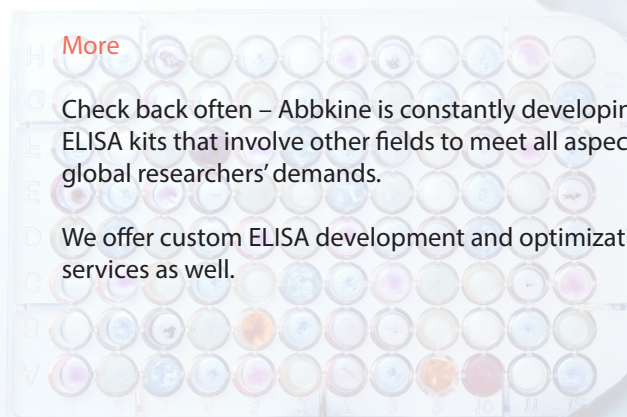 More
Check back often – Abbkine is constantly developin
ELISA kits that involve other fields to meet all aspec
global researchers’ demands.
We offer custom ELISA development and optimizat
services as well.